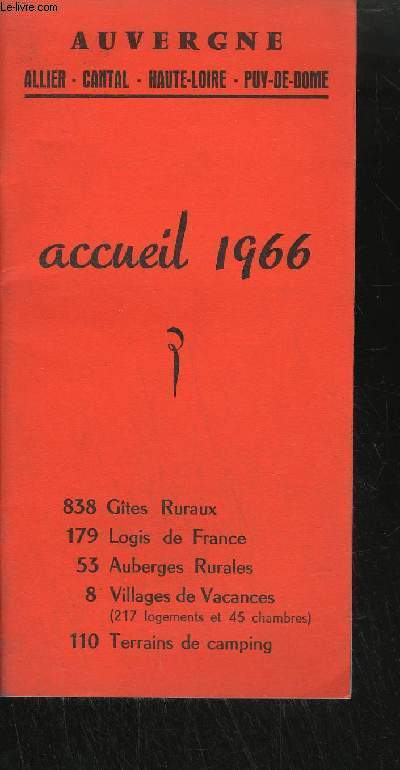 Le-livre.com
AUVERGNE
ALLIER - CANTAL - HAUTE-LOIRE - PUY-DE-DOME
accueil 1966
838 Gîtes Ruraux
179 Logis de France
53 Auberges Rurales
8 Villages de Vacances
(217 logements et 45 chambres)
110 Terrains de camping